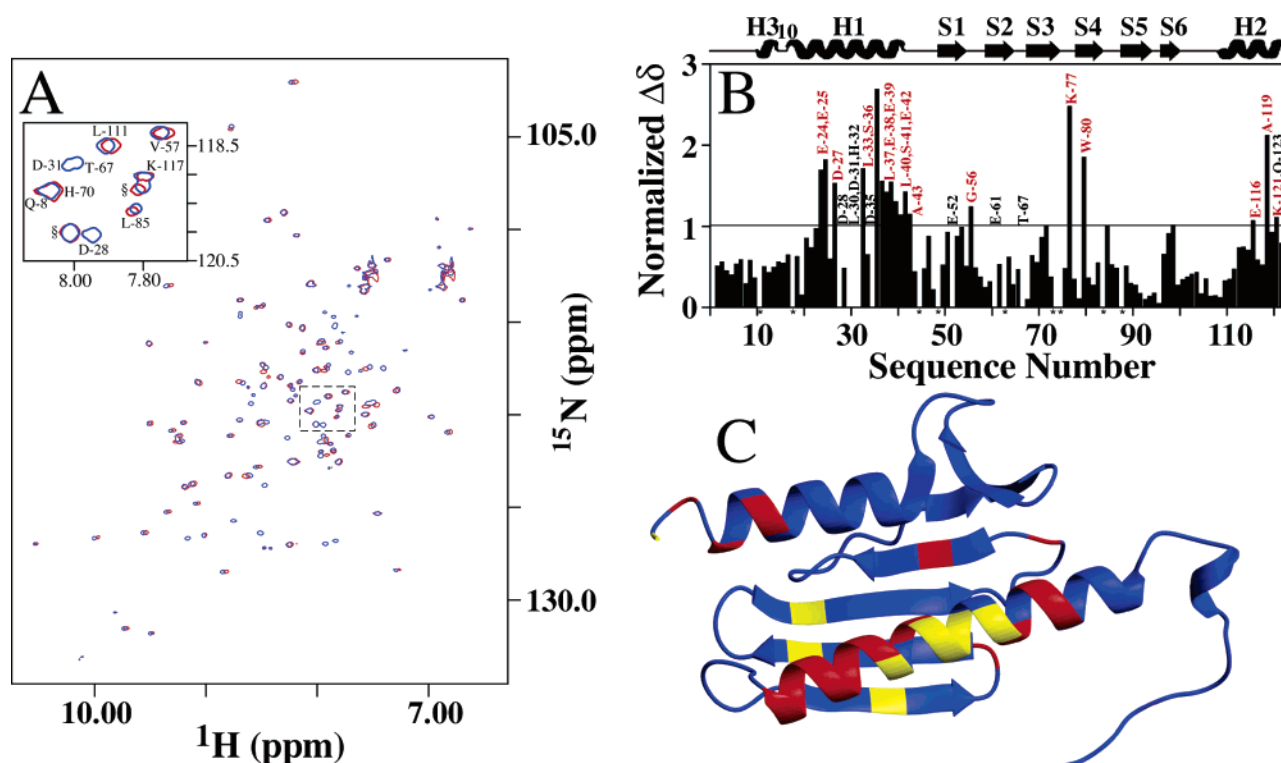 A
L-111
V-57
118.5
D-31
T-67
K-117
§
H-70
Q-8
L-85
§
D-28
120.5
8.00 7.80
105.0
130.0
15N (ppm)
10.00 7.00
1H (ppm)
H310 H1 S1 S2 S3 S4 S5 S6 H2
B
3
2
1
0
Normalized Δδ
E-24,E-25
D-27
D-28
L-30,D-31,H-32
L-33,S-36
D-35
L-37,E-38,E-39
L-40,S-41,E-42
A-43
E-52
G-56
E-61
T-67
K-77
W-80
E-116
A-119
K-121
Q-123
* * * * * * * * *
10 30 50 70 90 110
Sequence Number
C